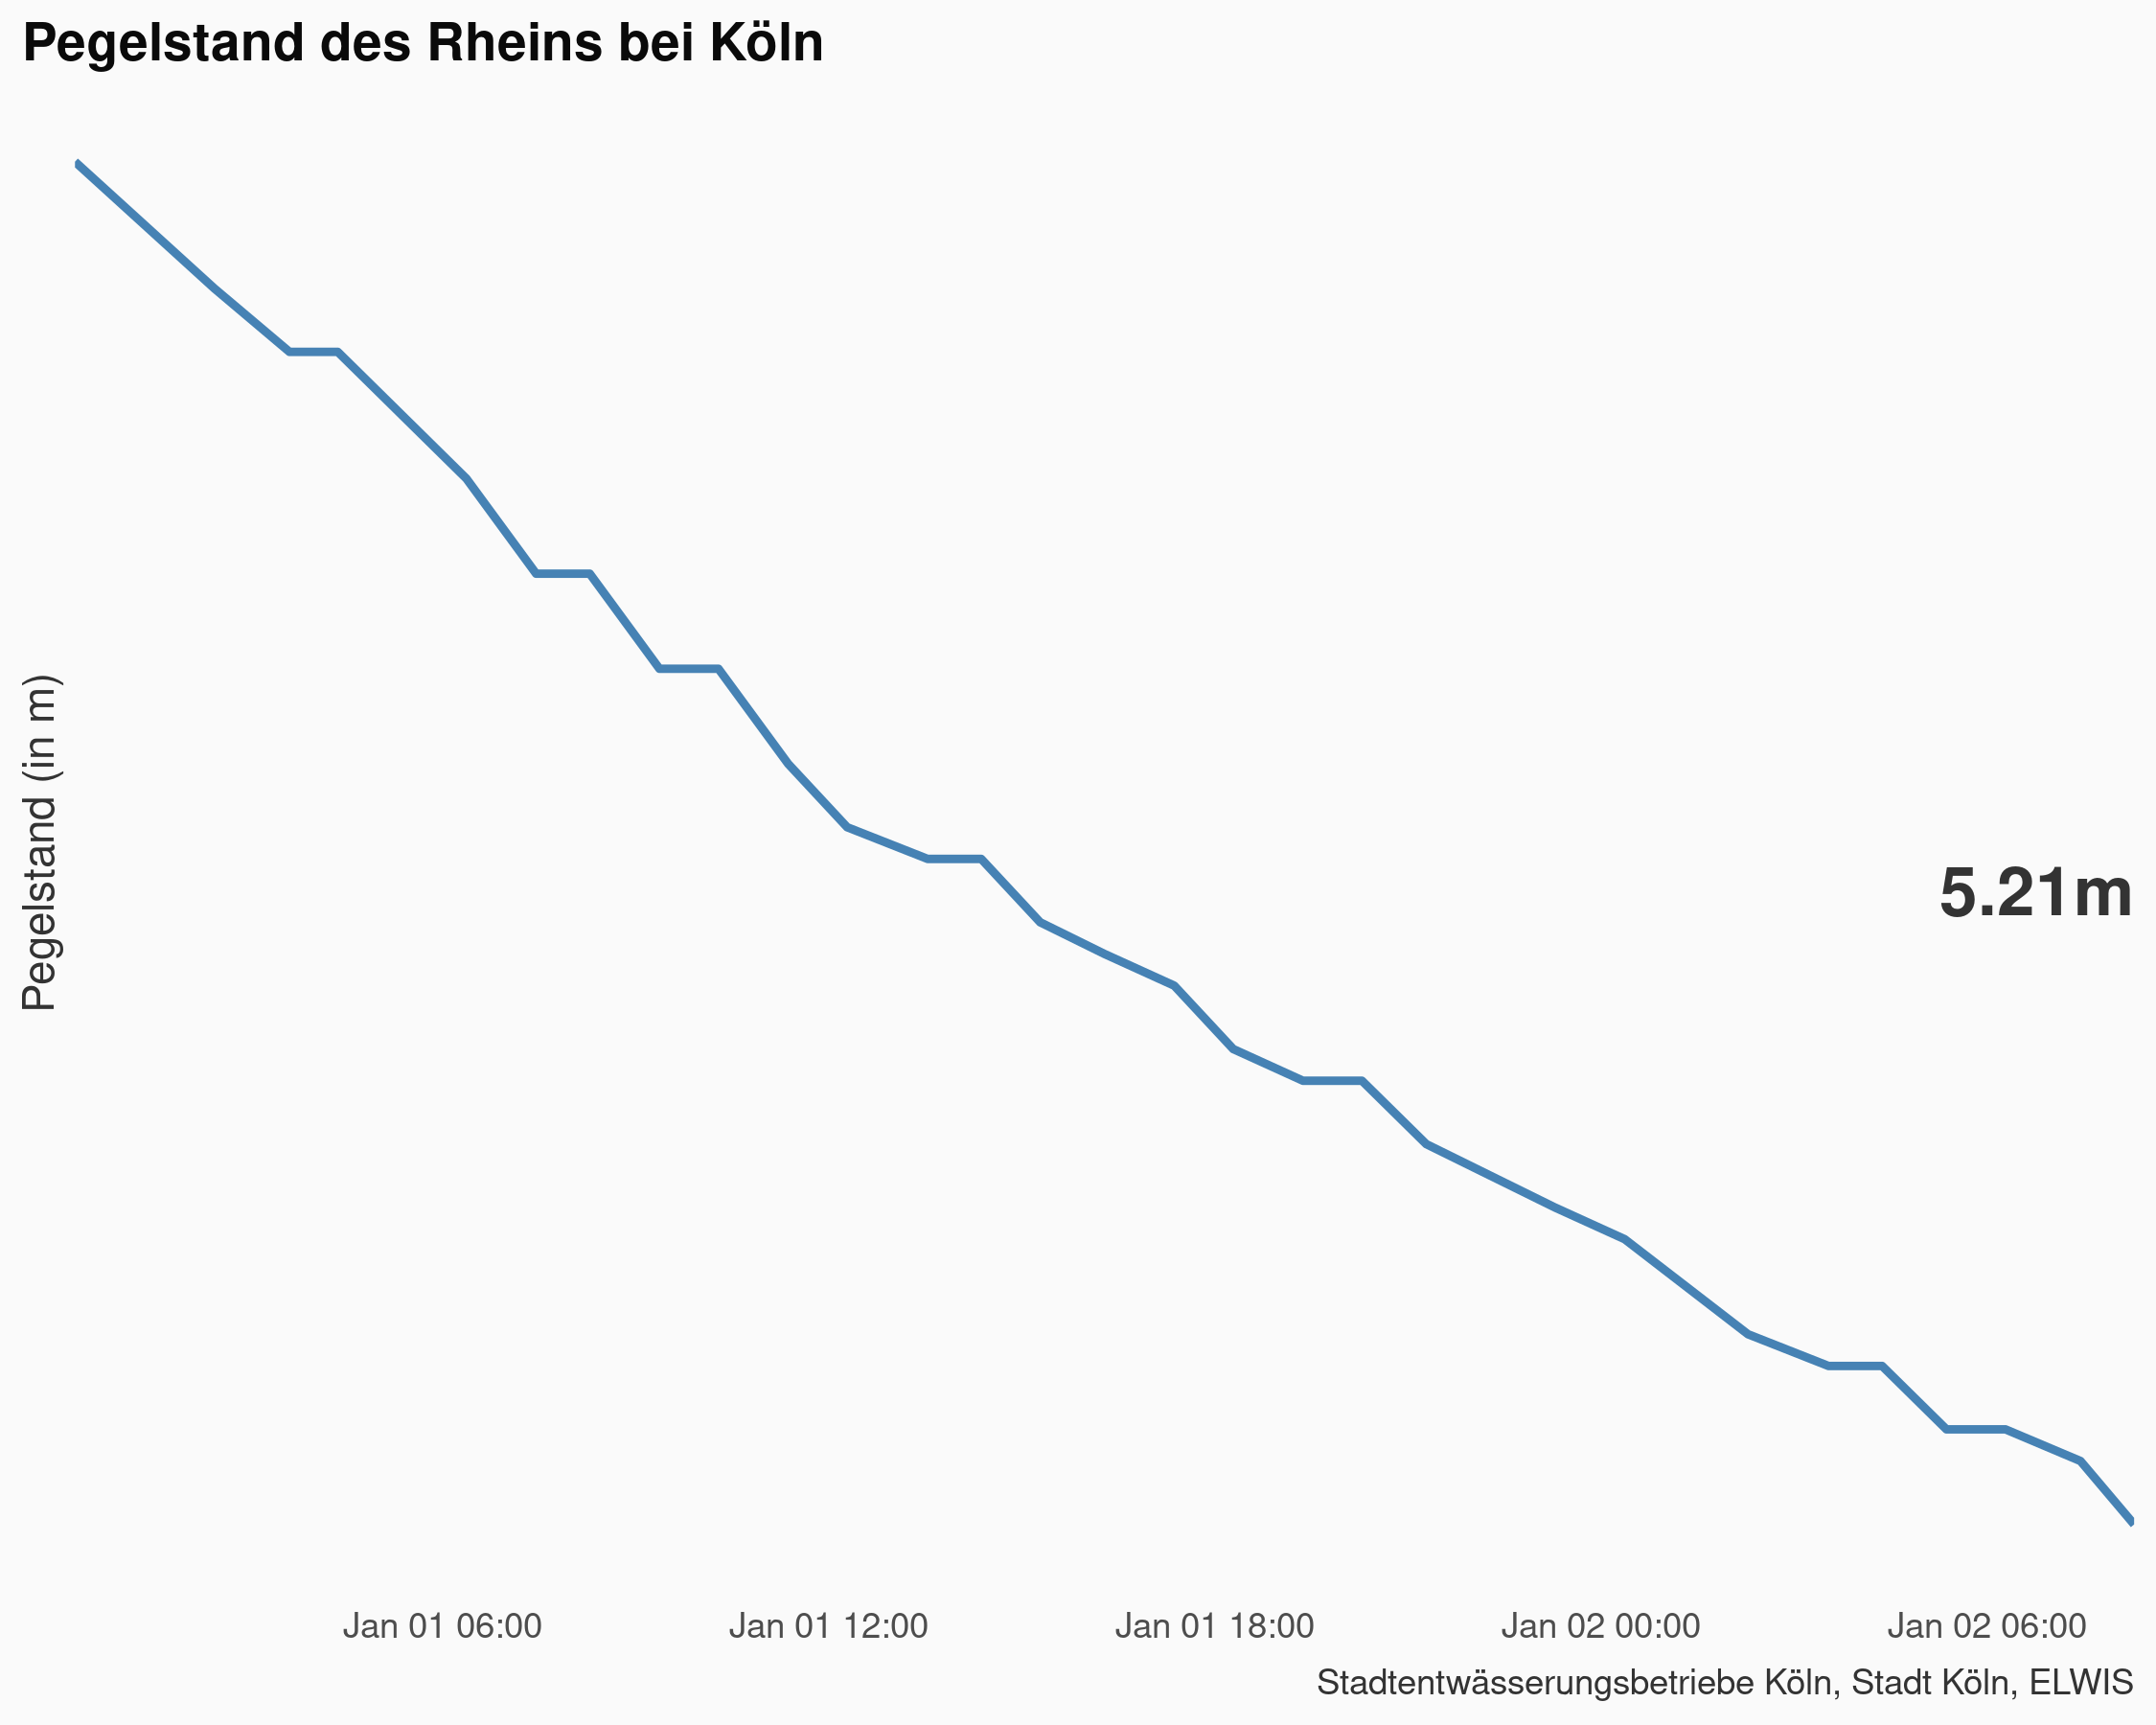 Pegelstand des Rheins bei Köln
Pegelstand (in m)
5.21m
Jan 01 06:00
Jan 01 12:00
Jan 01 18:00
Jan 02 00:00
Jan 02 06:00
Stadtentwässerungsbetriebe Köln, Stadt Köln, ELWIS